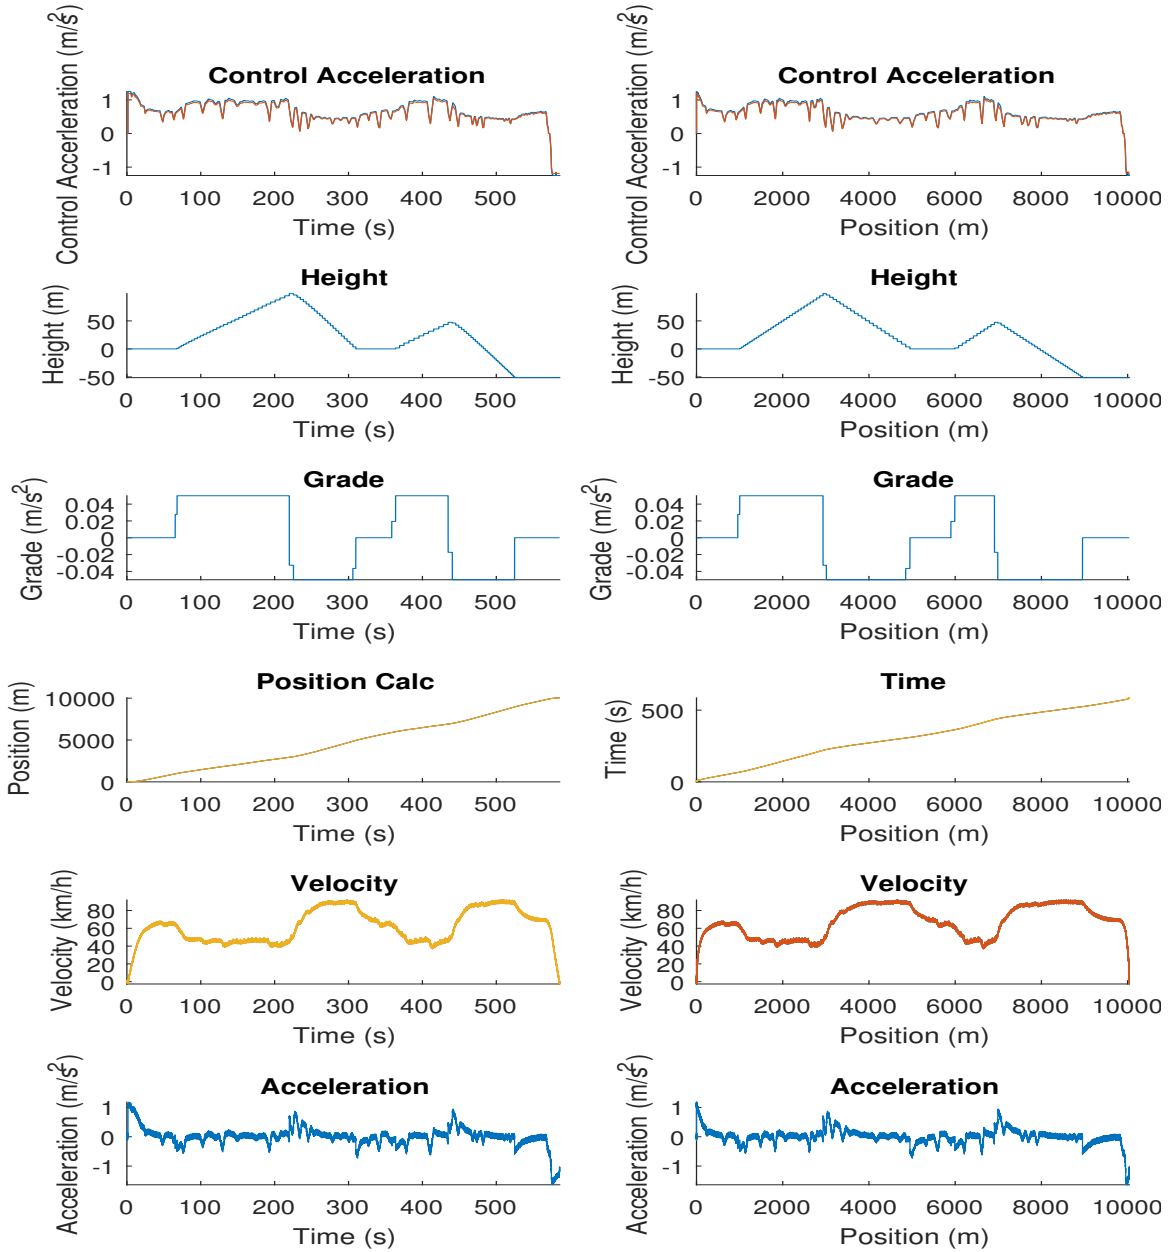 Control Acceleration
Control Accerleration (m/s²)
1
0
-1
0 100 200 300 400 500
Time (s)
Control Acceleration
Control Acceleration (m/s²)
1
0
-1
0 2000 4000 6000 8000 10000
Position (m)
Height
Height (m)
50
0
-50
0 100 200 300 400 500
Time (s)
Height
Height (m)
50
0
-50
0 2000 4000 6000 8000 10000
Position (m)
Grade
Grade (m/s²)
0.04
0.02
0
-0.02
-0.04
0 100 200 300 400 500
Time (s)
Grade
Grade (m/s²)
0.04
0.02
0
-0.02
-0.04
0 2000 4000 6000 8000 10000
Position (m)
Position Calc
Position (m)
10000
5000
0
0 100 200 300 400 500
Time (s)
Time
Time (s)
500
0
0 2000 4000 6000 8000 10000
Position (m)
Velocity
Velocity (km/h)
80
60
40
20
0
0 100 200 300 400 500
Time (s)
Velocity
Velocity (km/h)
80
60
40
20
0
0 2000 4000 6000 8000 10000
Position (m)
Acceleration
Acceleration (m/s²)
1
0
-1
0 100 200 300 400 500
Time (s)
Acceleration
Acceleration (m/s²)
1
0
-1
0 2000 4000 6000 8000 10000
Position (m)